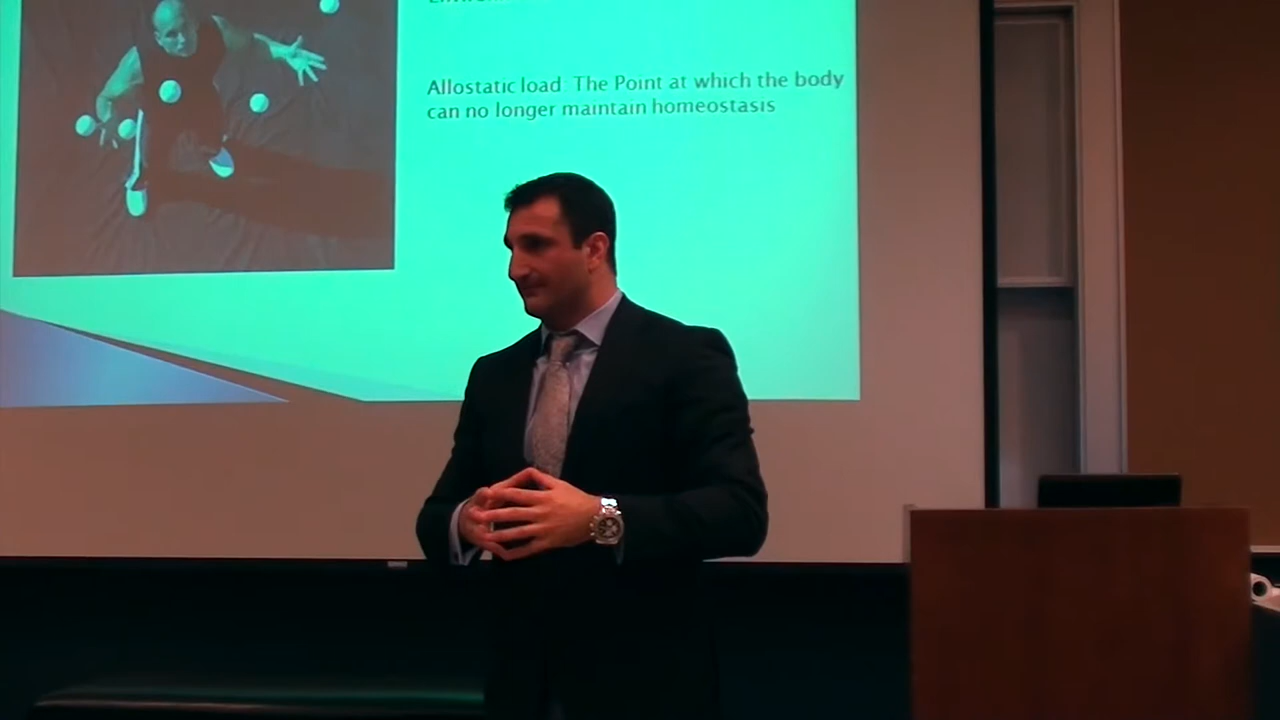 Allostatic load: The Point at which the body
can no longer maintain homeostasis